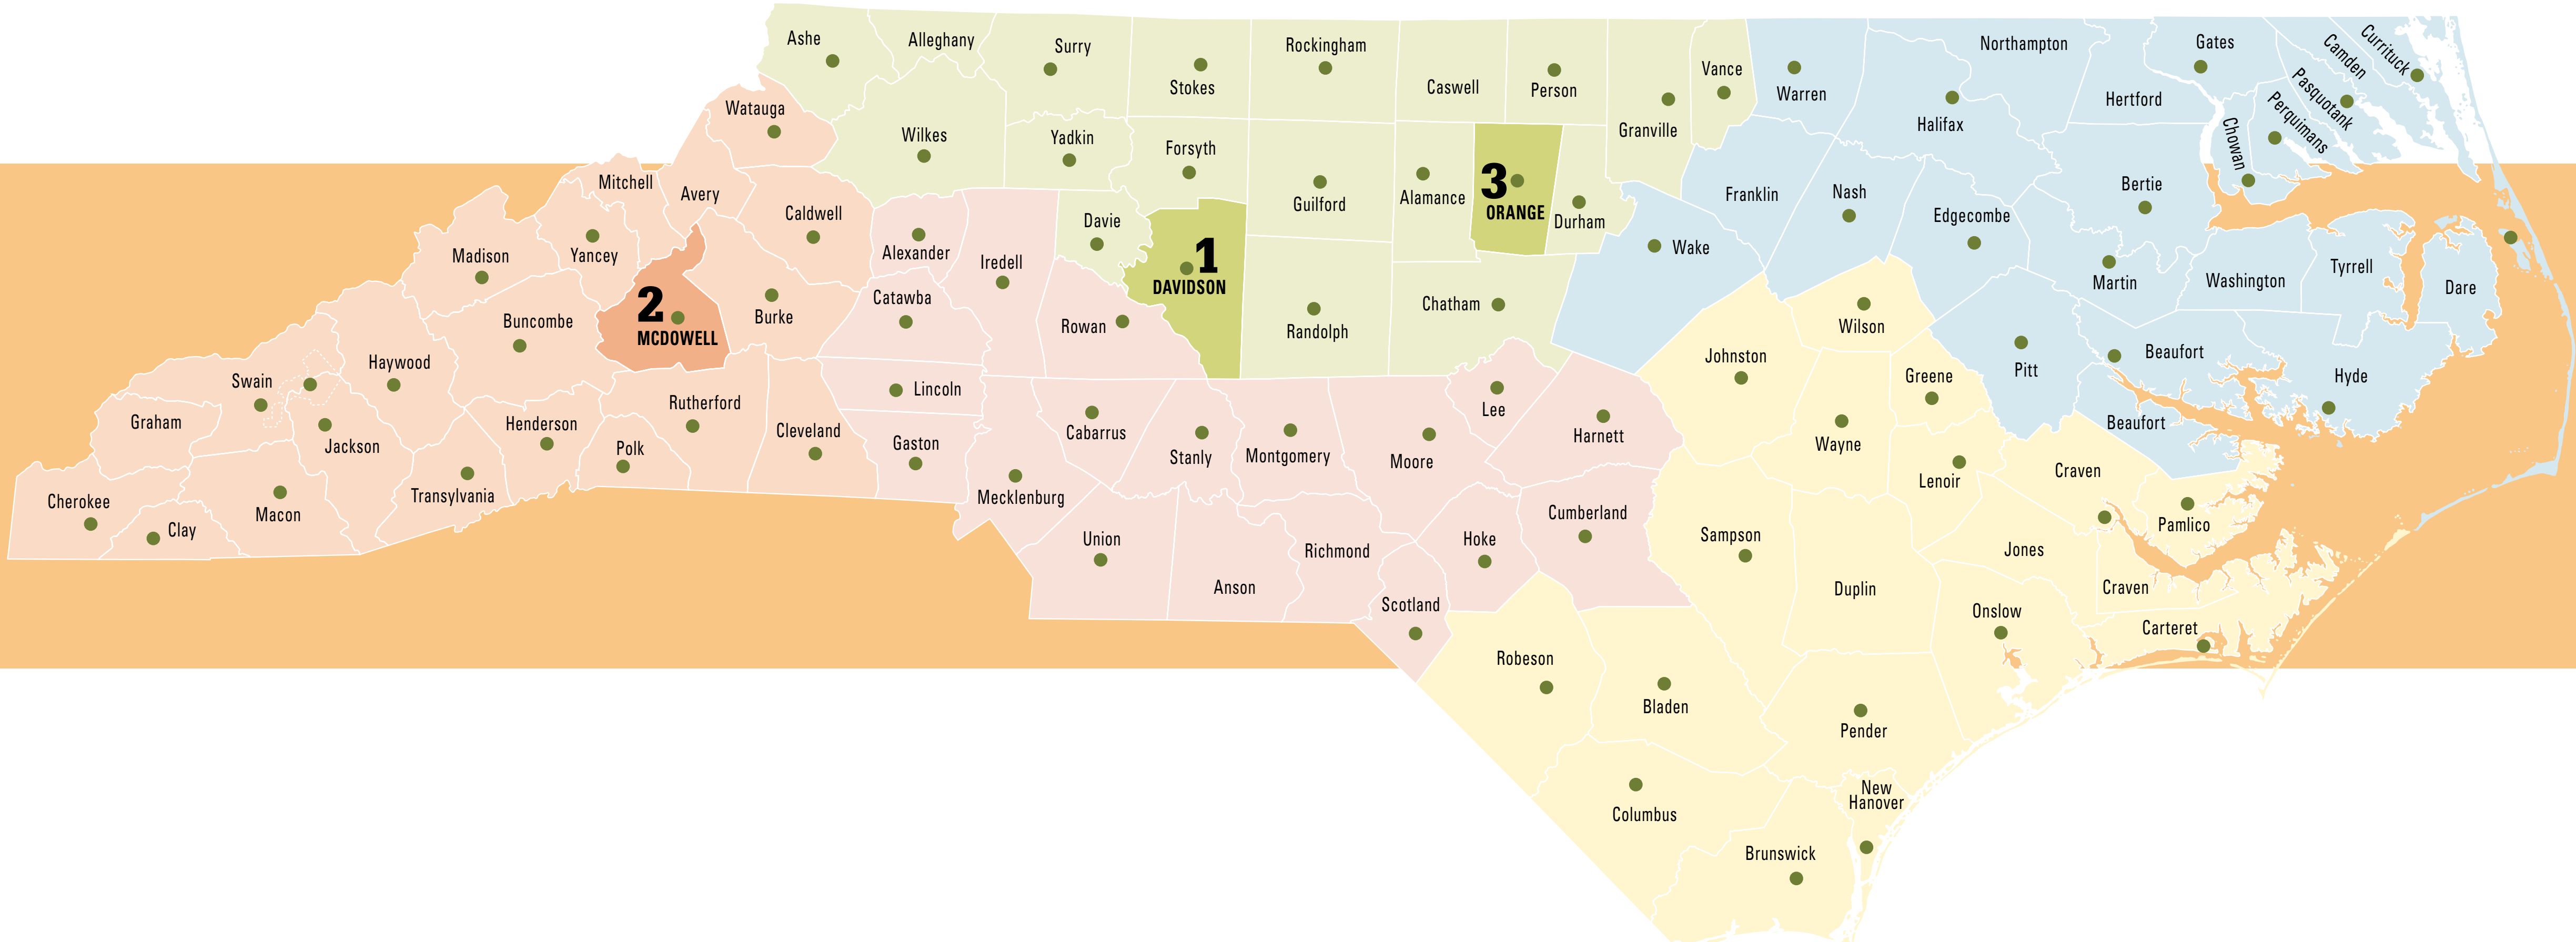 Ashe
Alleghany
Surry
Stokes
Rockingham
Caswell
Person
Granville
Vance
Warren
Northampton
Halifax
Hertford
Gates
Currituck
Camden
Pasquotank
Perquimans
Chowan
Watauga
Wilkes
Yadkin
Forsyth
Guilford
Alamance
3
ORANGE
Durham
Franklin
Nash
Edgecombe
Bertie
Mitchell
Avery
Caldwell
Alexander
Iredell
Davie
1
DAVIDSON
Randolph
Chatham
Wake
Martin
Washington
Tyrrell
Dare
Madison
Yancey
2
MCDOWELL
Burke
Catawba
Rowan
Johnston
Wilson
Greene
Pitt
Beaufort
Hyde
Beaufort
Buncombe
Haywood
Swain
Graham
Jackson
Henderson
Polk
Rutherford
Cleveland
Lincoln
Gaston
Cabarrus
Stanly
Montgomery
Moore
Lee
Harnett
Wayne
Lenoir
Craven
Pamlico
Cherokee
Clay
Macon
Transylvania
Mecklenburg
Union
Anson
Richmond
Hoke
Cumberland
Sampson
Duplin
Jones
Craven
Scotland
Onslow
Carteret
Robeson
Bladen
Pender
Columbus
New
Hanover
Brunswick